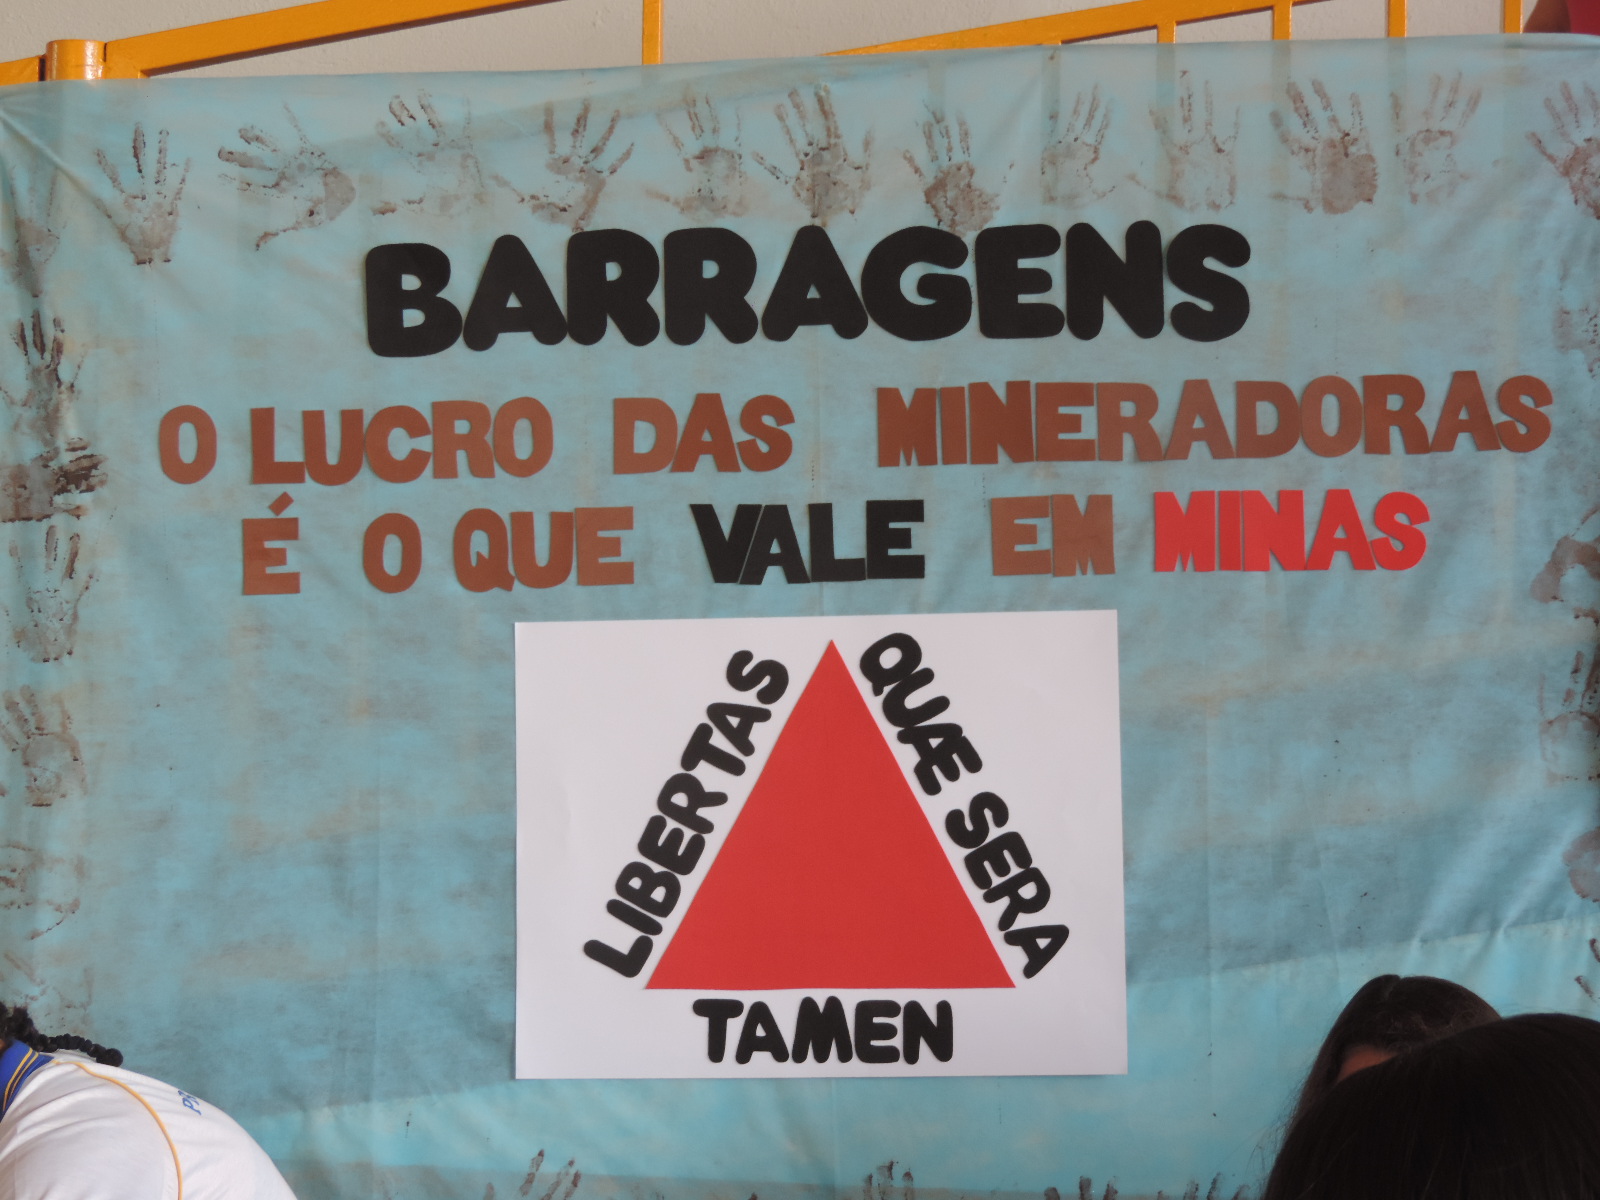 BARRAGENS
O LUCRO DAS MINERADORAS
É O QUE VALE EM MINAS
LIBERTAS
QUÆ SERA
TAMEN